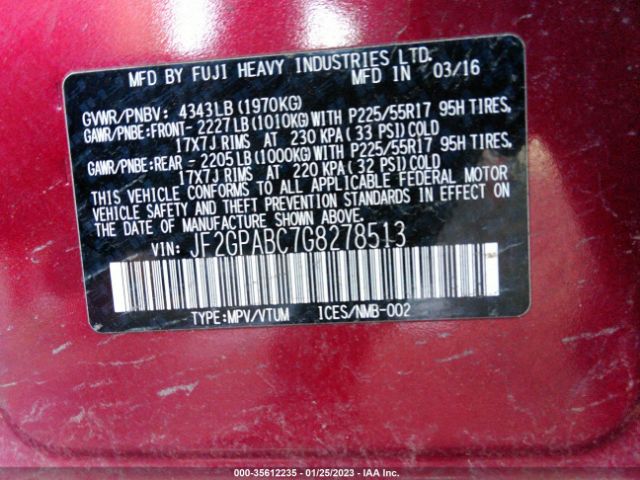 MFD BY FUJI HEAVY INDUSTRIES LTD.
MFD IN 03/16
GVWR/PNBV: 4343LB(1970KG)
GAWR/PNBE:FRONT- 2227LB(1010KG)WITH P225/55R17 95H TIRES,
17X7J RIMS AT 230 KPA(33 PSI)COLD
GAWR/PNBE:REAR - 2205LB(1000KG)WITH P225/55R17 95H TIRES,
17X7J RIMS AT 220 KPA(32 PSI)COLD
THIS VEHICLE CONFORMS TO ALL APPLICABLE FEDERAL MOTOR
VEHICLE SAFETY AND THEFT PREVENTION STANDARDS IN EFFECT ON
THE DATE OF MANUFACTURE SHOWN ABOVE.
VIN: JF2GPABC7G8278513
TYPE:MPV/VTUM ICES/NMB-002
000-35612235 - 01/25/2023 - IAA Inc.